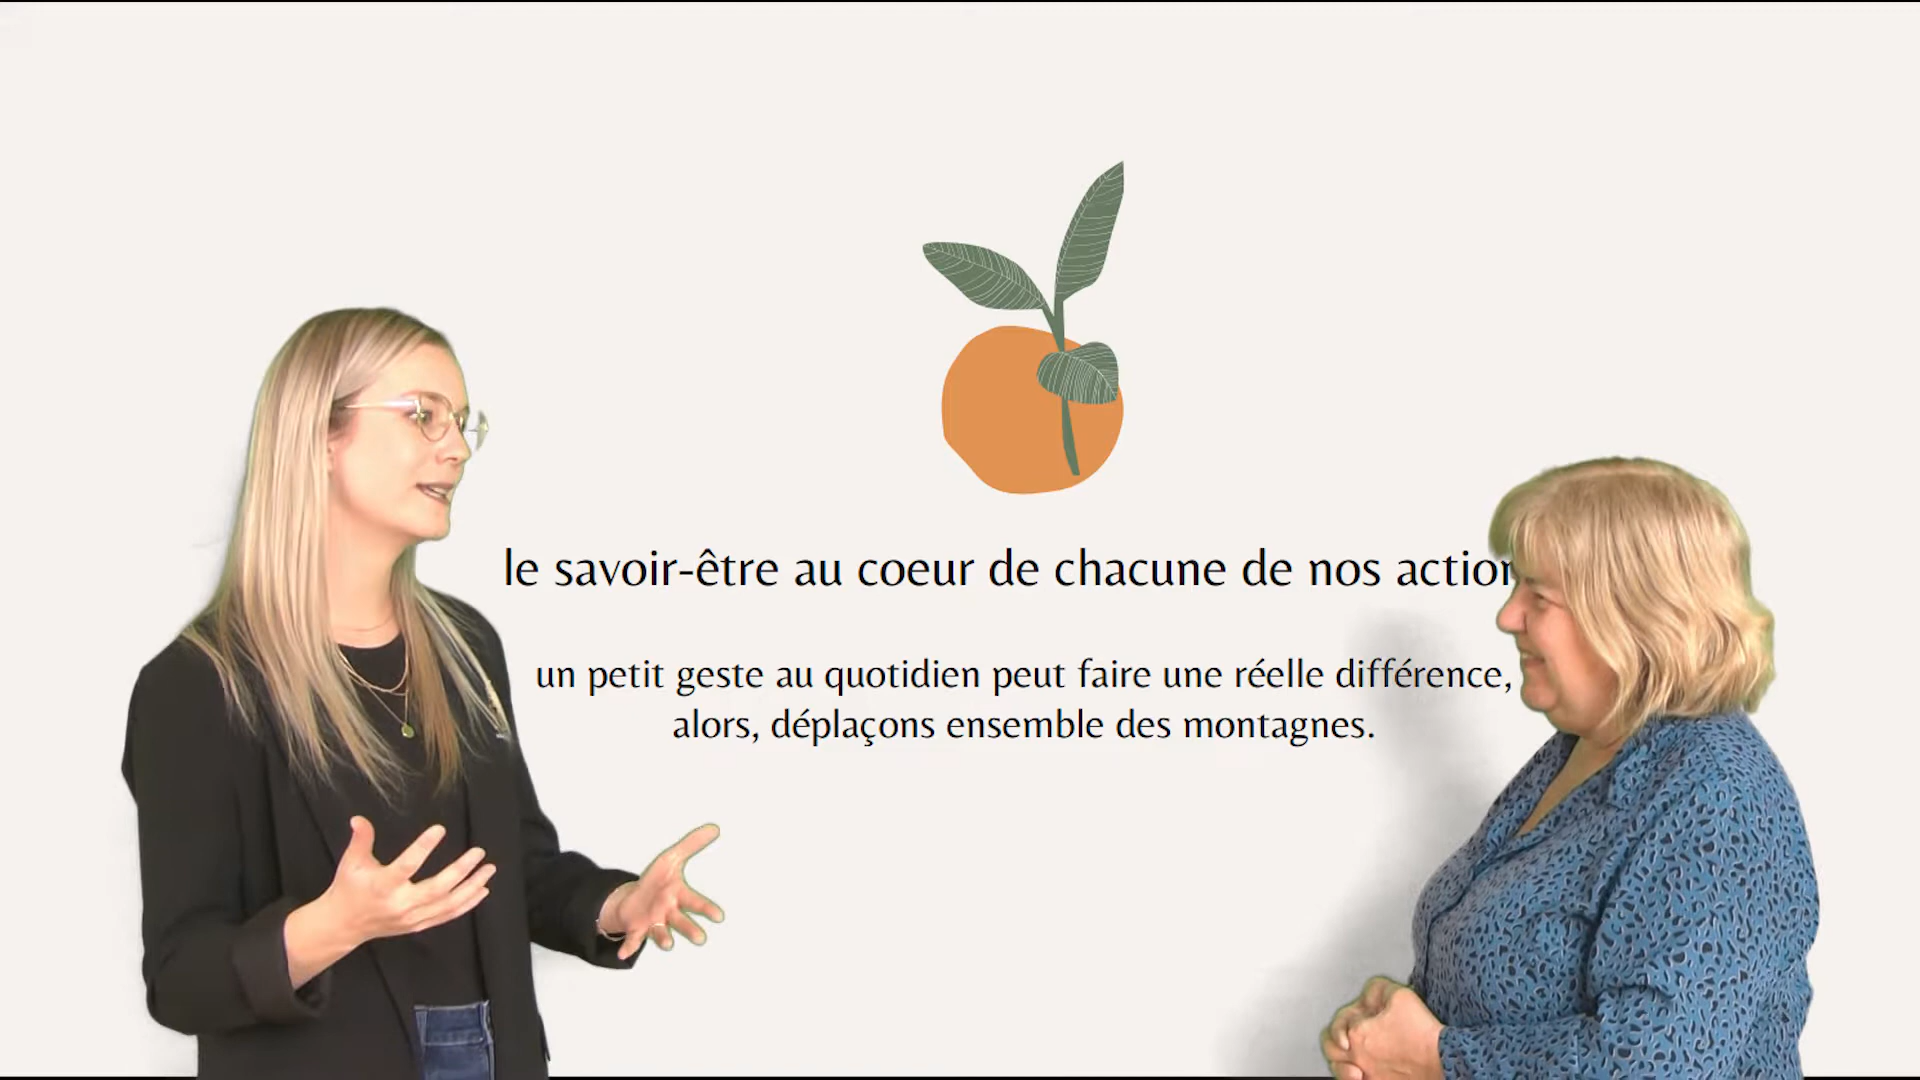 le savoir-être au coeur de chacune de nos action
un petit geste au quotidien peut faire une réelle différence,
alors, déplaçons ensemble des montagnes.